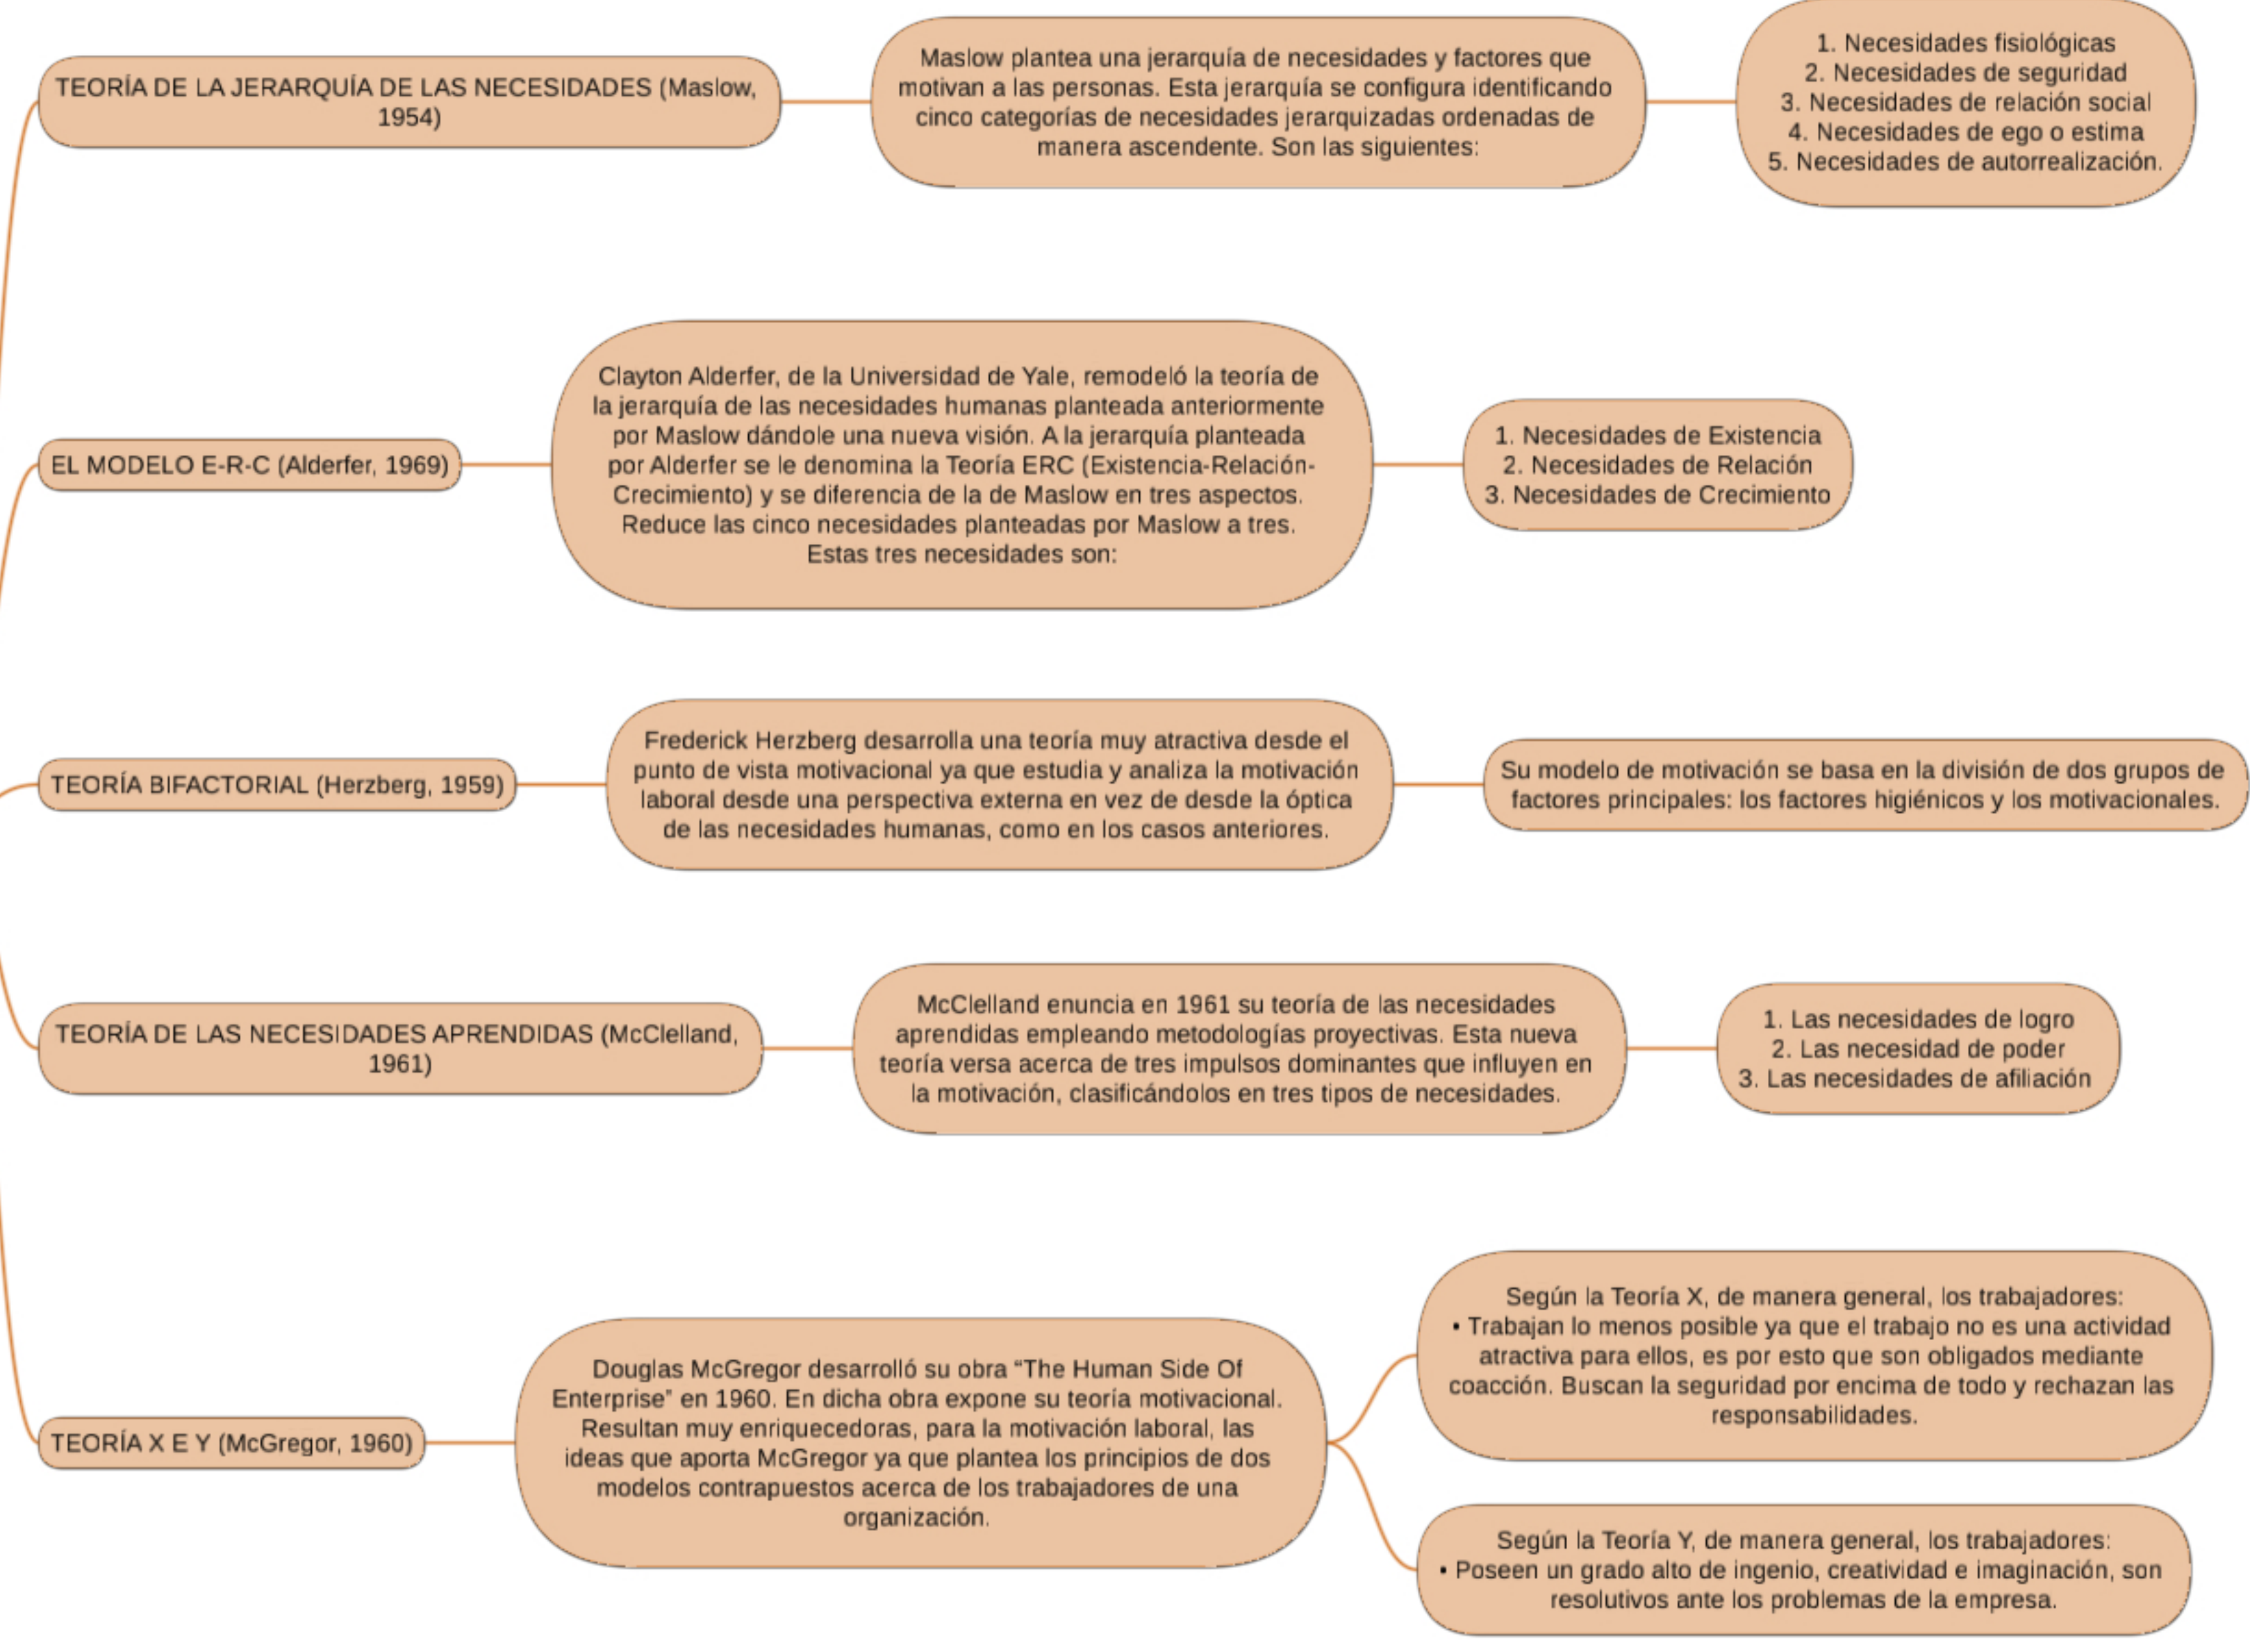 TEORÍA DE LA JERARQUÍA DE LAS NECESIDADES (Maslow,
1954)
Maslow plantea una jerarquía de necesidades y factores que
motivan a las personas. Esta jerarquía se configura identificando
cinco categorías de necesidades jerarquizadas ordenadas de
manera ascendente. Son las siguientes:
1. Necesidades fisiológicas
2. Necesidades de seguridad
3. Necesidades de relación social
4. Necesidades de ego o estima
5. Necesidades de autorrealización.
EL MODELO E-R-C (Alderfer, 1969)
Clayton Alderfer, de la Universidad de Yale, remodeló la teoría de
la jerarquía de las necesidades humanas planteada anteriormente
por Maslow dándole una nueva visión. A la jerarquía planteada
por Alderfer se le denomina la Teoría ERC (Existencia-Relación-
Crecimiento) y se diferencia de la de Maslow en tres aspectos.
Reduce las cinco necesidades planteadas por Maslow a tres.
Estas tres necesidades son:
1. Necesidades de Existencia
2. Necesidades de Relación
3. Necesidades de Crecimiento
TEORÍA BIFACTORIAL (Herzberg, 1959)
Frederick Herzberg desarrolla una teoría muy atractiva desde el
punto de vista motivacional ya que estudia y analiza la motivación
laboral desde una perspectiva externa en vez de desde la óptica
de las necesidades humanas, como en los casos anteriores.
Su modelo de motivación se basa en la división de dos grupos de
factores principales: los factores higiénicos y los motivacionales.
TEORÍA DE LAS NECESIDADES APRENDIDAS (McClelland,
1961)
McClelland enuncia en 1961 su teoría de las necesidades
aprendidas empleando metodologías proyectivas. Esta nueva
teoría versa acerca de tres impulsos dominantes que influyen en
la motivación, clasificándolos en tres tipos de necesidades.
1. Las necesidades de logro
2. Las necesidad de poder
3. Las necesidades de afiliación
TEORÍA X E Y (McGregor, 1960)
Douglas McGregor desarrolló su obra “The Human Side Of
Enterprise” en 1960. En dicha obra expone su teoría motivacional.
Resultan muy enriquecedoras, para la motivación laboral, las
ideas que aporta McGregor ya que plantea los principios de dos
modelos contrapuestos acerca de los trabajadores de una
organización.
Según la Teoría X, de manera general, los trabajadores:
• Trabajan lo menos posible ya que el trabajo no es una actividad
atractiva para ellos, es por esto que son obligados mediante
coacción. Buscan la seguridad por encima de todo y rechazan las
responsabilidades.
Según la Teoría Y, de manera general, los trabajadores:
• Poseen un grado alto de ingenio, creatividad e imaginación, son
resolutivos ante los problemas de la empresa.